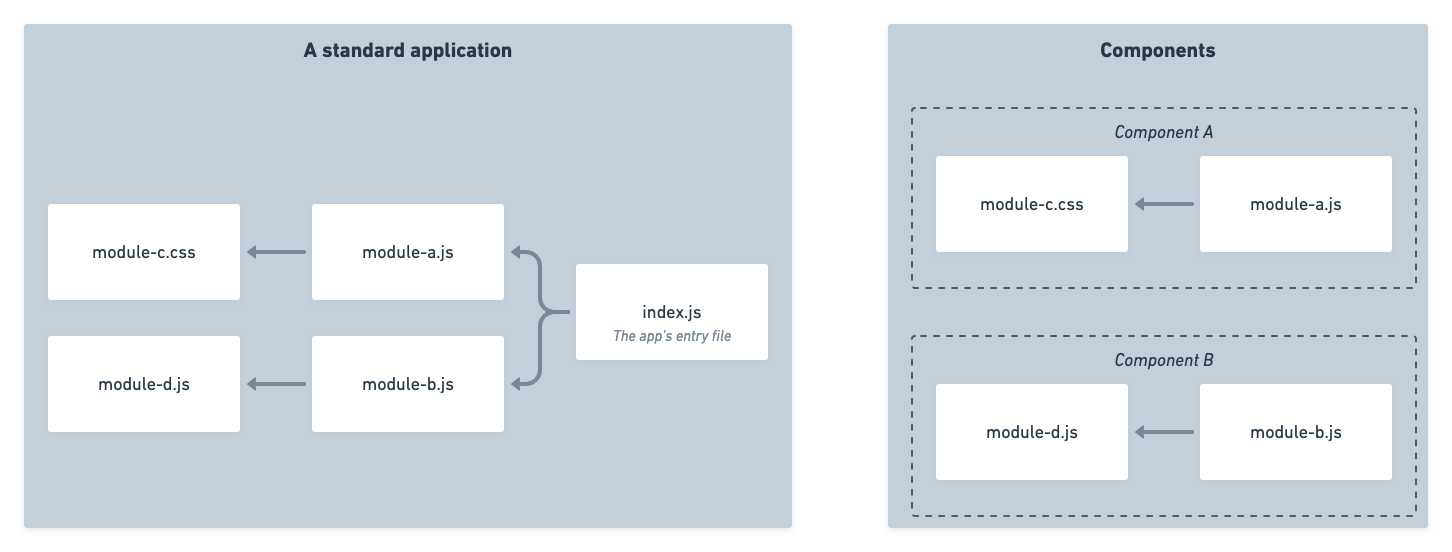 A standard application
module-c.css
module-a.js
index.js
The app's entry file
module-d.js
module-b.js
Components
Component A
module-c.css
module-a.js
Component B
module-d.js
module-b.js